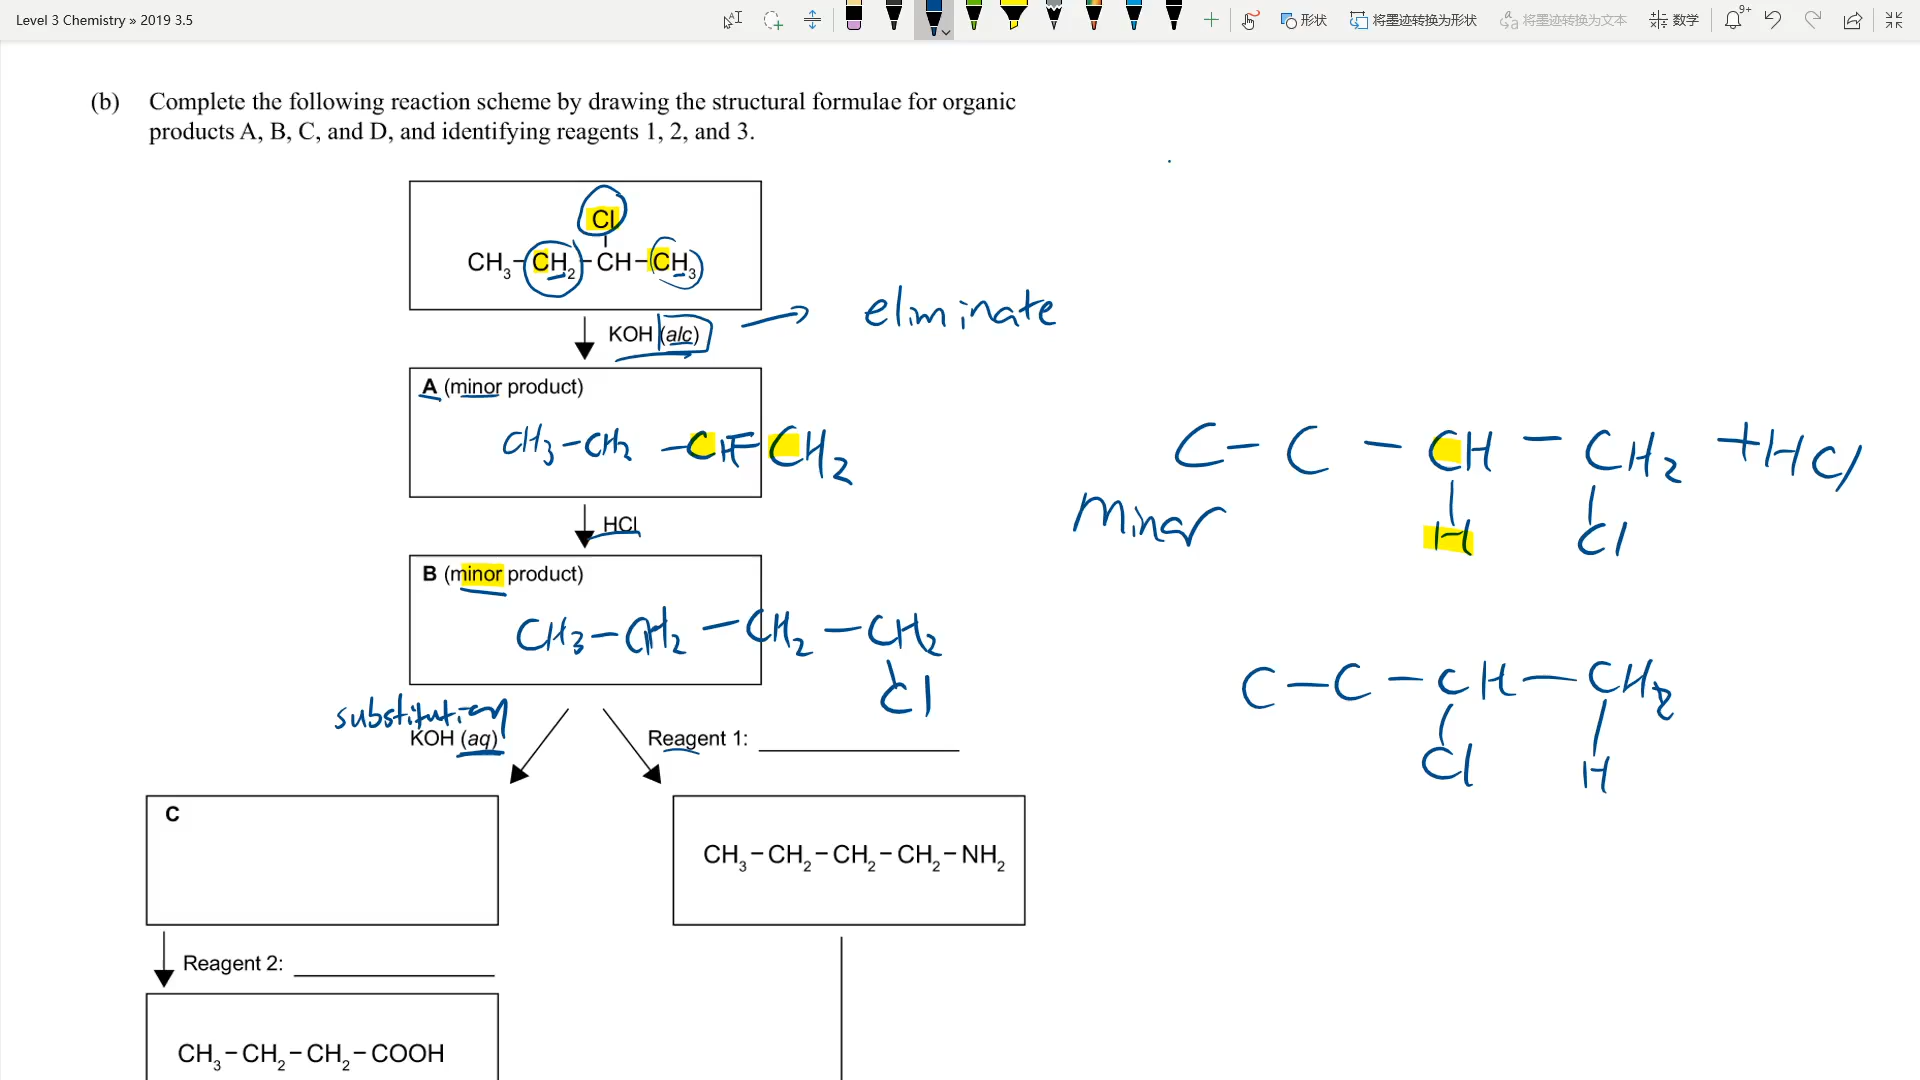 Level 3 Chemistry » 2019 3.5
形状
将墨迹转换为形状
将墨迹转换为文本
数学
9+
(b) Complete the following reaction scheme by drawing the structural formulae for organic
products A, B, C, and D, and identifying reagents 1, 2, and 3.
Cl
CH3–CH2–CH–CH3
KOH (alc)
eliminate
A (minor product)
CH3–CH2–CH=CH2
C–C–CH–CH2 +HCl
H Cl
Minor
HCl
B (minor product)
CH3–CH2–CH2–CH2
Cl
C–C–CH–CH2
Cl H
substitution
KOH (aq)
Reagent 1:
C
CH3–CH2–CH2–CH2–NH2
Reagent 2:
CH3–CH2–CH2–COOH